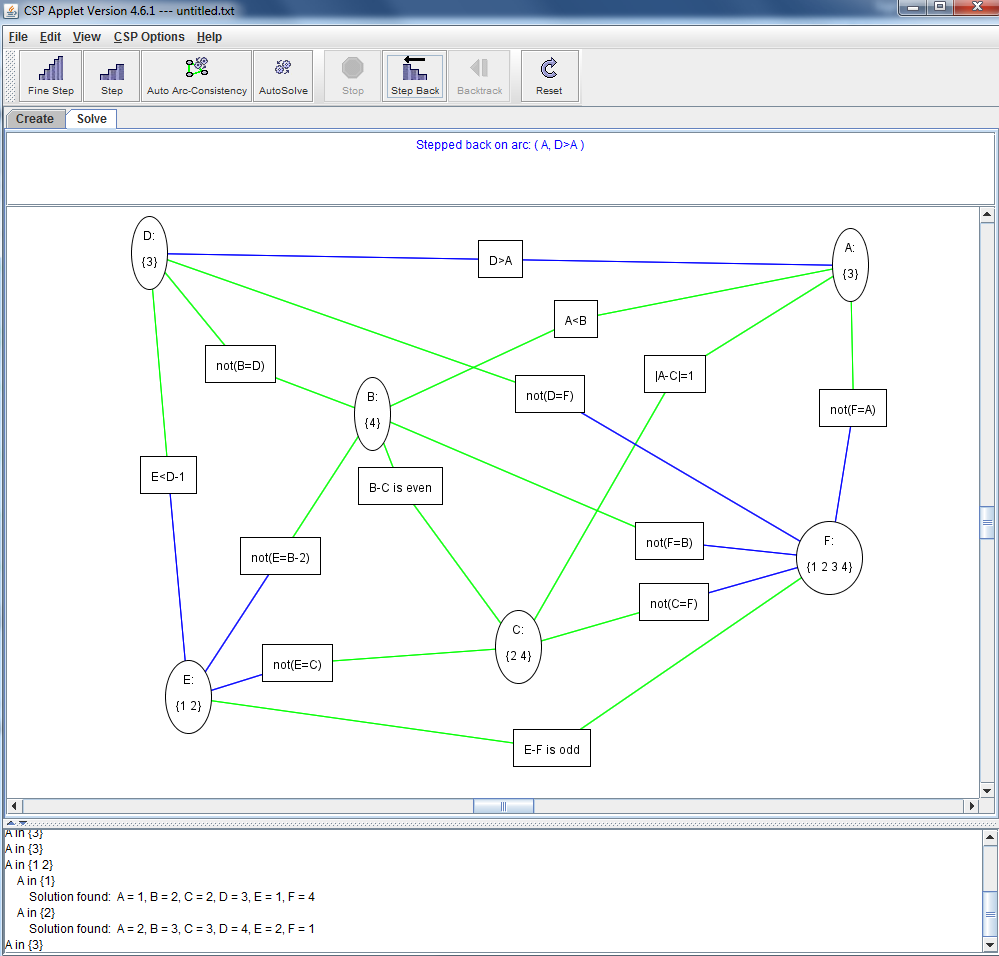 CSP Applet Version 4.6.1 --- untitled.txt
File Edit View CSP Options Help
Fine Step Step Auto Arc-Consistency AutoSolve Stop Step Back Backtrack Reset
Create Solve
Stepped back on arc: ( A, D>A )
D:
{3}
D>A
A:
{3}
A<B
not(B=D)
|A-C|=1
not(D=F)
B:
{4}
not(F=A)
E<D-1
B-C is even
not(E=B-2)
not(F=B)
F:
{1 2 3 4}
not(C=F)
C:
{2 4}
not(E=C)
E:
{1 2}
E-F is odd
A in {3}
A in {3}
A in {1 2}
A in {1}
Solution found: A = 1, B = 2, C = 2, D = 3, E = 1, F = 4
A in {2}
Solution found: A = 2, B = 3, C = 3, D = 4, E = 2, F = 1
A in {3}